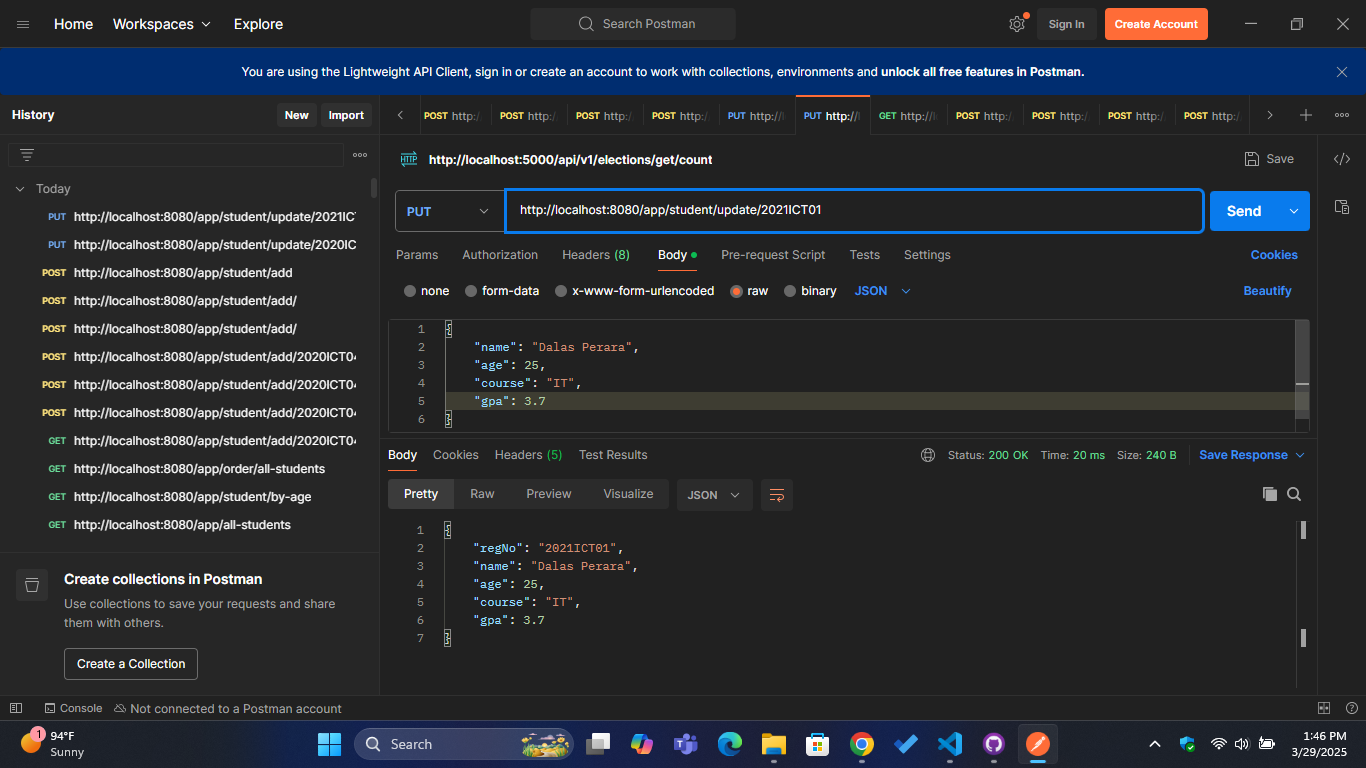 Home Workspaces Explore Search Postman Sign In Create Account
You are using the Lightweight API Client, sign in or create an account to work with collections, environments and unlock all free features in Postman.
History New Import
POST http:/ POST http:/ POST http:/ POST http:/ PUT http://l PUT http://l GET http://l POST http:/ POST http:/ POST http:/ POST http:/
HTTP http://localhost:5000/api/v1/elections/get/count Save
Today
PUT http://localhost:8080/app/student/update/2021IC
PUT http://localhost:8080/app/student/update/2020IC
POST http://localhost:8080/app/student/add
POST http://localhost:8080/app/student/add/
POST http://localhost:8080/app/student/add/
POST http://localhost:8080/app/student/add/2020ICT04
POST http://localhost:8080/app/student/add/2020ICT04
POST http://localhost:8080/app/student/add/2020ICT04
GET http://localhost:8080/app/student/add/2020ICT04
GET http://localhost:8080/app/order/all-students
GET http://localhost:8080/app/student/by-age
GET http://localhost:8080/app/all-students
Create collections in Postman
Use collections to save your requests and share
them with others.
Create a Collection
PUT http://localhost:8080/app/student/update/2021ICT01 Send
Params Authorization Headers (8) Body Pre-request Script Tests Settings Cookies
none form-data x-www-form-urlencoded raw binary JSON Beautify
1 {
2 "name": "Dalas Perara",
3 "age": 25,
4 "course": "IT",
5 "gpa": 3.7
6 }
Body Cookies Headers (5) Test Results Status: 200 OK Time: 20 ms Size: 240 B Save Response
Pretty Raw Preview Visualize JSON
1 {
2 "regNo": "2021ICT01",
3 "name": "Dalas Perara",
4 "age": 25,
5 "course": "IT",
6 "gpa": 3.7
7 }
Console Not connected to a Postman account
1 94°F
Sunny
Search
1:46 PM
3/29/2025